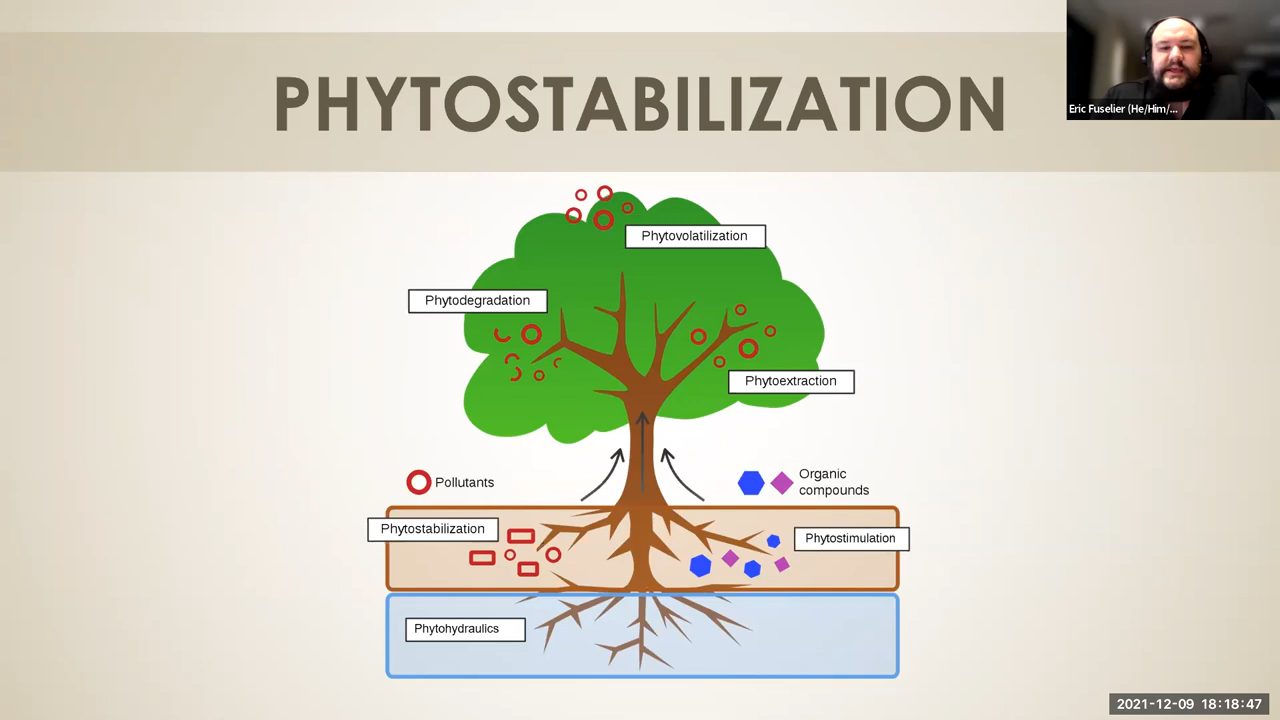 PHYTOSTABILIZATION
Eric Fuselier (He/Him/...
Phytovolatilization
Phytodegradation
Phytoextraction
Pollutants
Organic
compounds
Phytostabilization
Phytostimulation
Phytohydraulics
2021-12-09 18:18:47